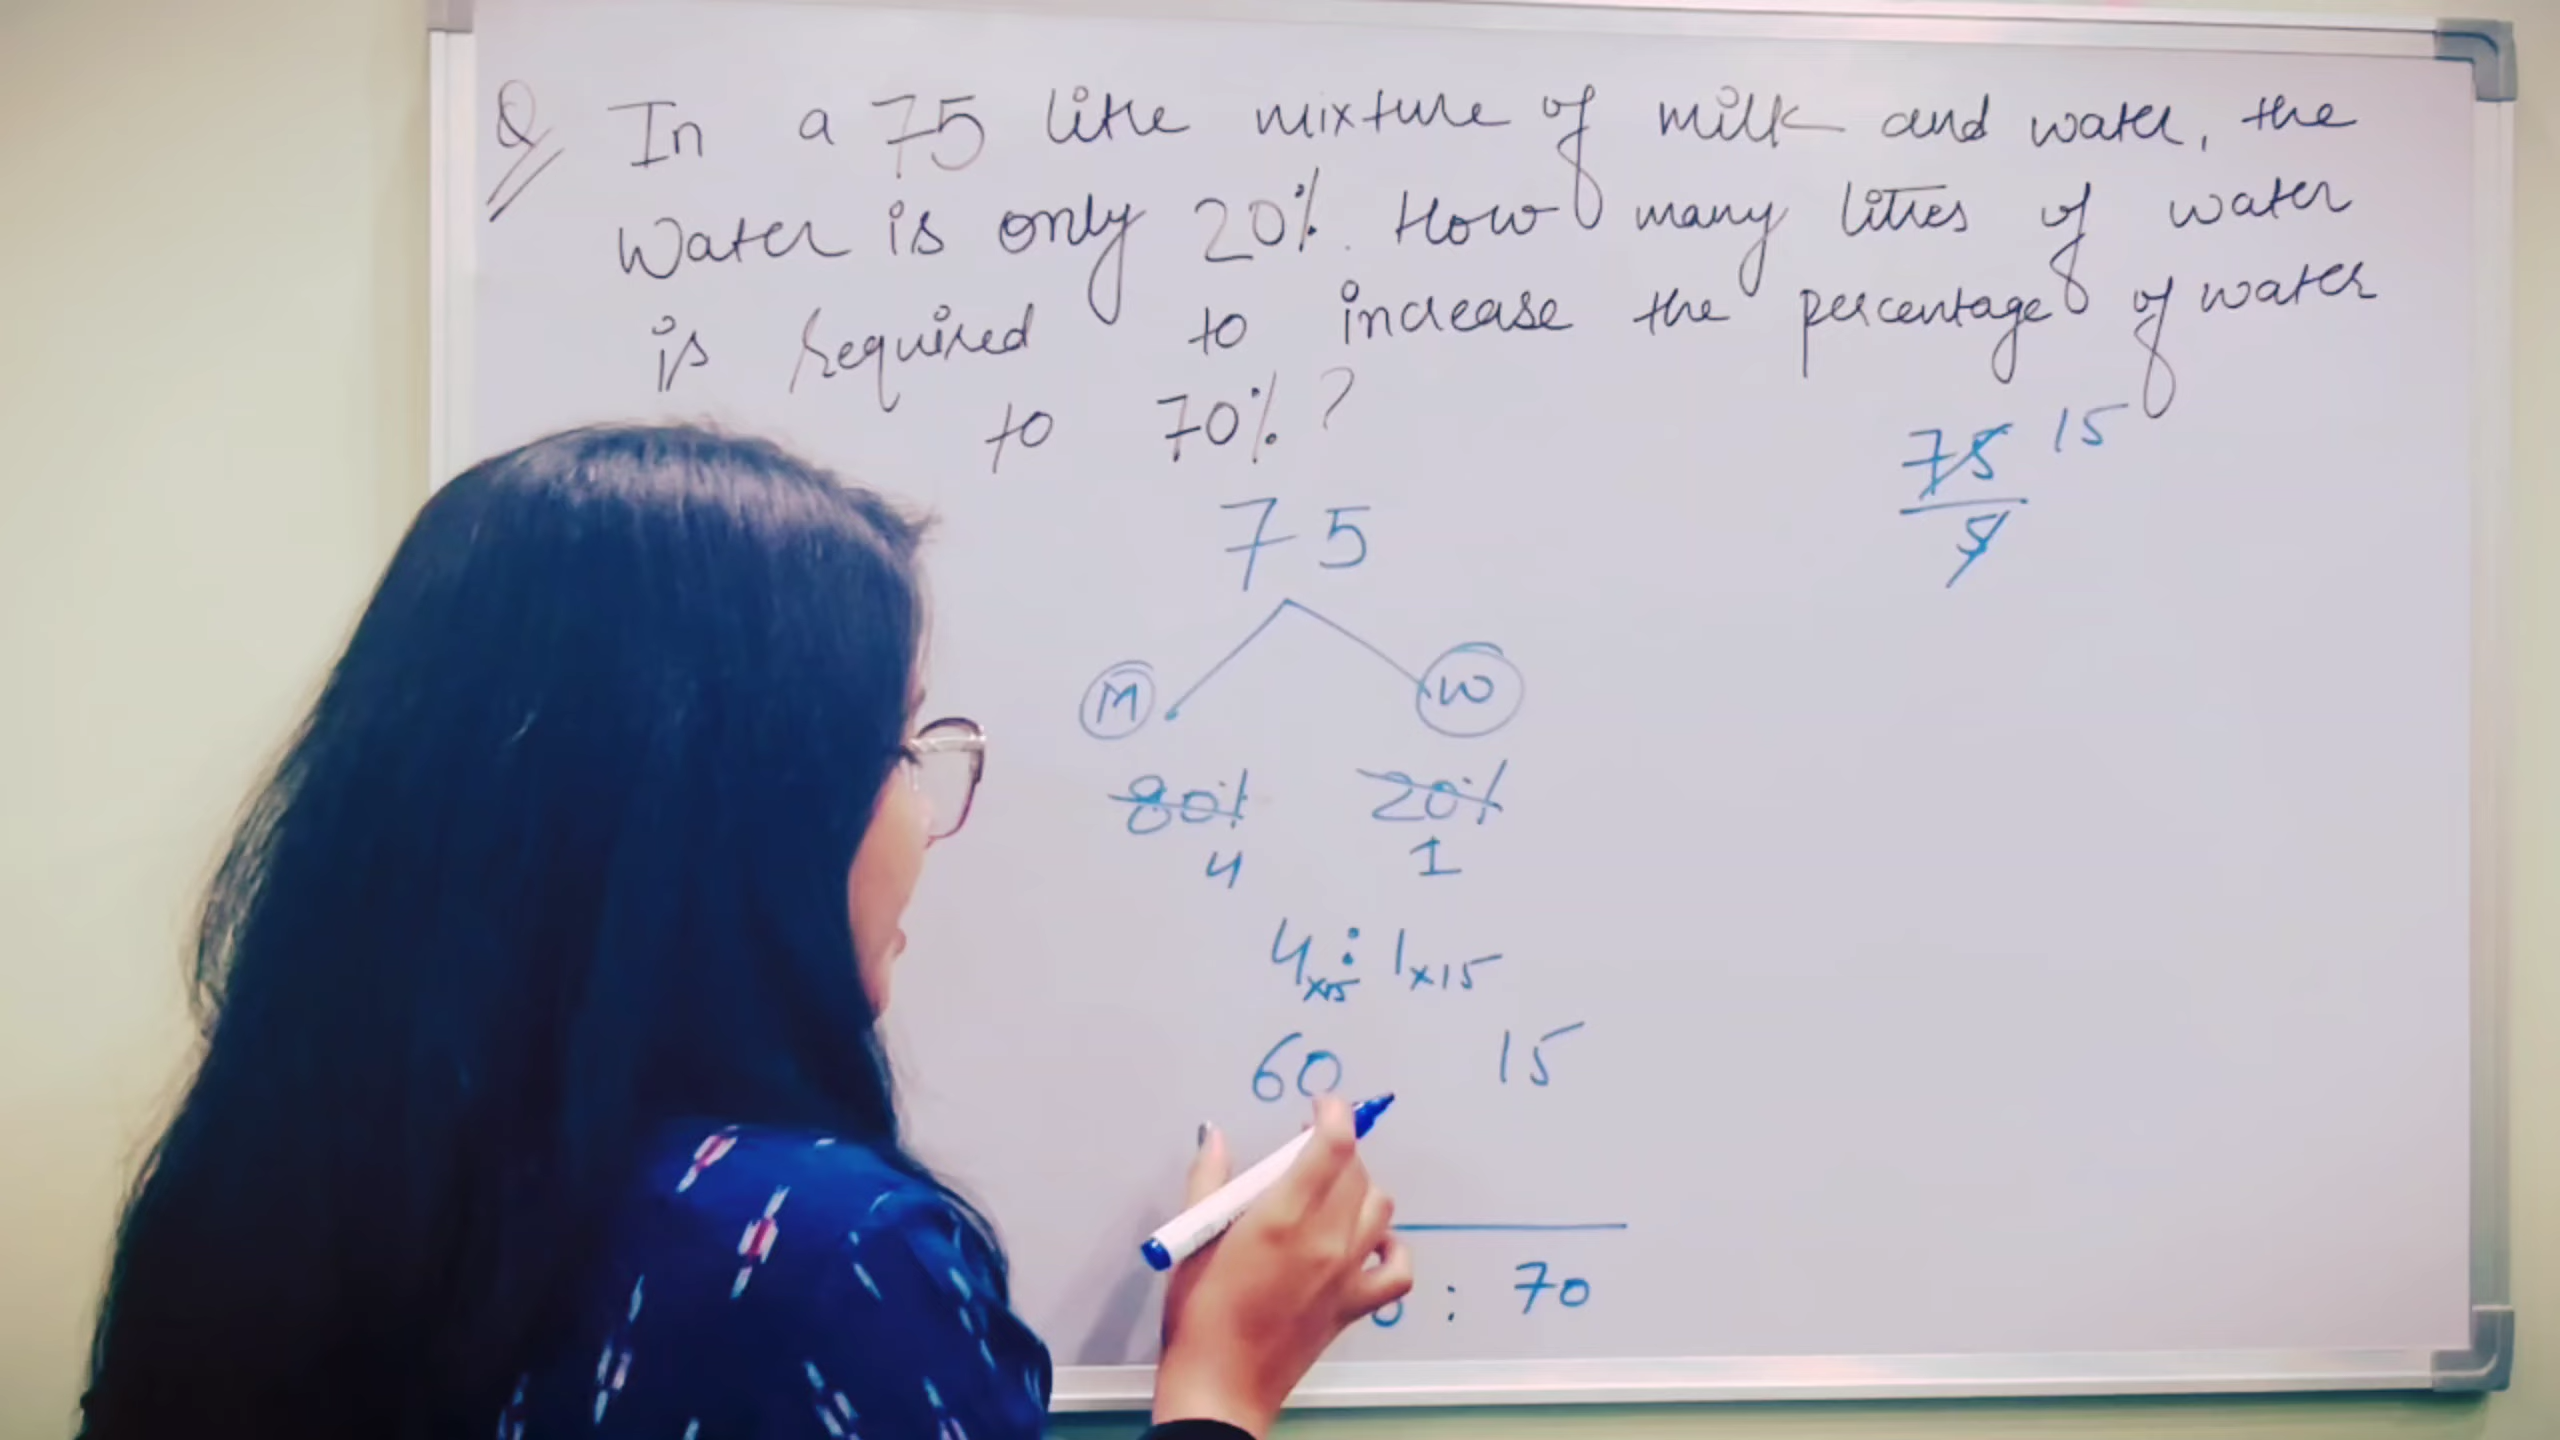 Q In a 75 litre mixture of milk and water, the
Water is only 20%. How many litres of water
is required to increase the percentage of water
to 70%?
75 15
5
75
M W
80% 20%
4 1
4 : 1
x15 x15
60 15
: 70